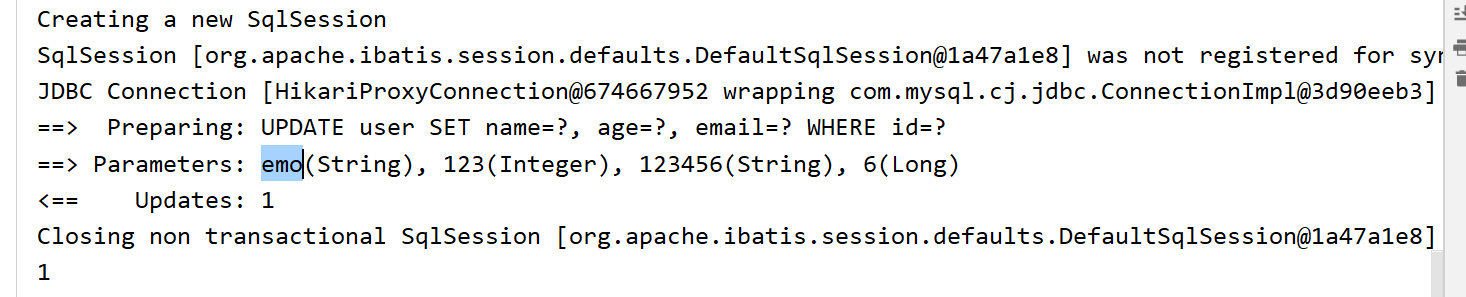 Creating a new SqlSession
SqlSession [org.apache.ibatis.session.defaults.DefaultSqlSession@1a47a1e8] was not registered for
JDBC Connection [HikariProxyConnection@674667952 wrapping com.mysql.cj.jdbc.ConnectionImpl@3d90eeb3]
==>  Preparing: UPDATE user SET name=?, age=?, email=? WHERE id=?
==> Parameters: emo(String), 123(Integer), 123456(String), 6(Long)
<==    Updates: 1
Closing non transactional SqlSession [org.apache.ibatis.session.defaults.DefaultSqlSession@1a47a1e8]
1